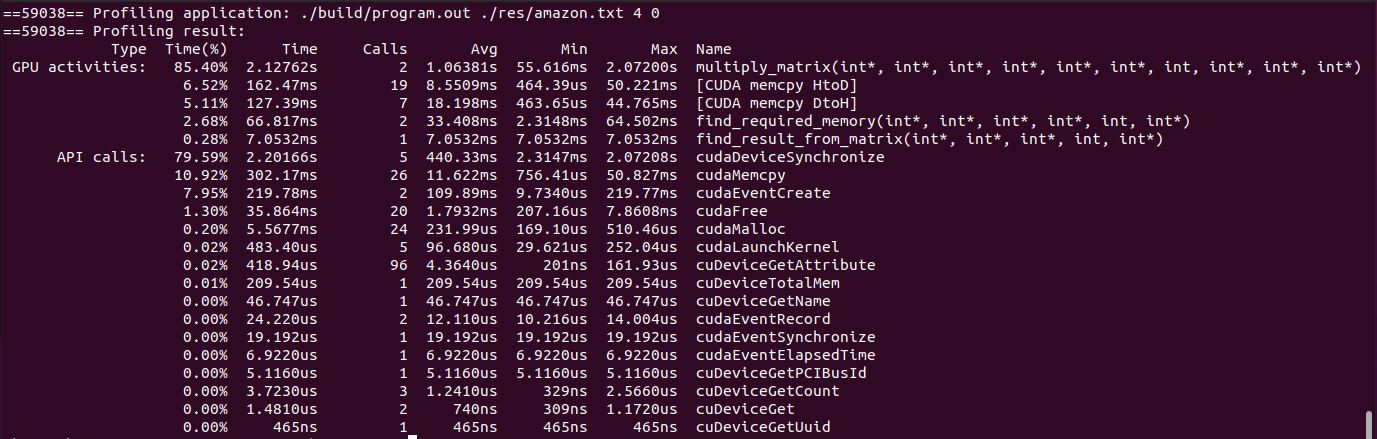 ==59038== Profiling application: ./build/program.out ./res/amazon.txt 4 0
==59038== Profiling result:
Type Time(%) Time Calls Avg Min Max Name
GPU activities: 85.40% 2.12762s 2 1.06381s 55.616ms 2.07200s multiply_matrix(int*, int*, int*, int*, int*, int*, int, int*, int*, int*)
6.52% 162.47ms 19 8.5509ms 464.39us 50.221ms [CUDA memcpy HtoD]
5.11% 127.39ms 7 18.198ms 463.65us 44.765ms [CUDA memcpy DtoH]
2.68% 66.817ms 2 33.408ms 2.3148ms 64.502ms find_required_memory(int*, int*, int*, int*, int, int*)
0.28% 7.0532ms 1 7.0532ms 7.0532ms 7.0532ms find_result_from_matrix(int*, int*, int*, int, int*)
API calls: 79.59% 2.20166s 5 440.33ms 2.3147ms 2.07208s cudaDeviceSynchronize
10.92% 302.17ms 26 11.622ms 756.41us 50.827ms cudaMemcpy
7.95% 219.78ms 2 109.89ms 9.7340us 219.77ms cudaEventCreate
1.30% 35.864ms 20 1.7932ms 207.16us 7.8608ms cudaFree
0.20% 5.5677ms 24 231.99us 169.10us 510.46us cudaMalloc
0.02% 483.40us 5 96.680us 29.621us 252.04us cudaLaunchKernel
0.02% 418.94us 96 4.3640us 201ns 161.93us cuDeviceGetAttribute
0.01% 209.54us 1 209.54us 209.54us 209.54us cuDeviceTotalMem
0.00% 46.747us 1 46.747us 46.747us 46.747us cuDeviceGetName
0.00% 24.220us 2 12.110us 10.216us 14.004us cudaEventRecord
0.00% 19.192us 1 19.192us 19.192us 19.192us cudaEventSynchronize
0.00% 6.9220us 1 6.9220us 6.9220us 6.9220us cudaEventElapsedTime
0.00% 5.1160us 1 5.1160us 5.1160us 5.1160us cuDeviceGetPCIBusId
0.00% 3.7230us 3 1.2410us 329ns 2.5660us cuDeviceGetCount
0.00% 1.4810us 2 740ns 309ns 1.1720us cuDeviceGet
0.00% 465ns 1 465ns 465ns 465ns cuDeviceGetUuid